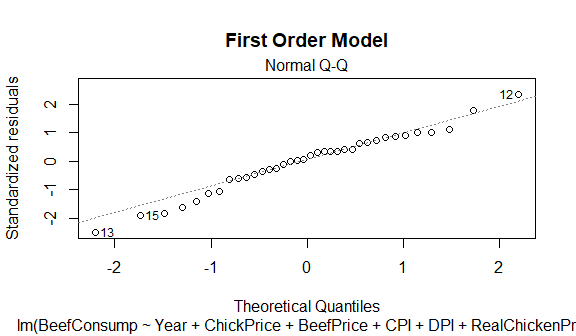 First Order Model
Normal Q-Q
Standardized residuals
2
1
0
-1
-2
12
15
13
-2
-1
0
1
2
Theoretical Quantiles
lm(BeefConsump ~ Year + ChickPrice + BeefPrice + CPI + DPI + RealChickenPr